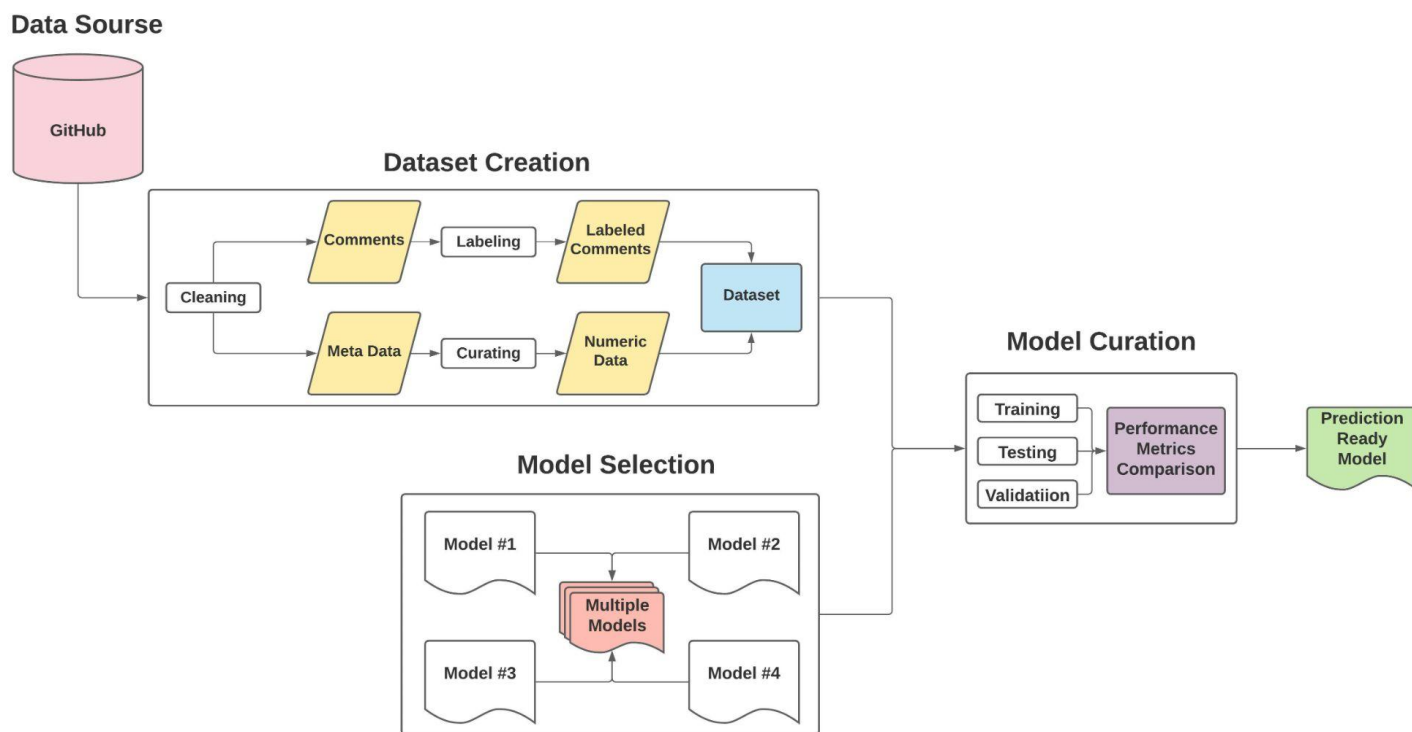 Data Sourse
GitHub
Dataset Creation
Cleaning
Comments
Labeling
Labeled
Comments
Meta Data
Curating
Numeric
Data
Dataset
Model Selection
Model #1
Model #2
Multiple
Models
Model #3
Model #4
Model Curation
Training
Testing
Validatiion
Performance
Metrics
Comparison
Prediction
Ready
Model